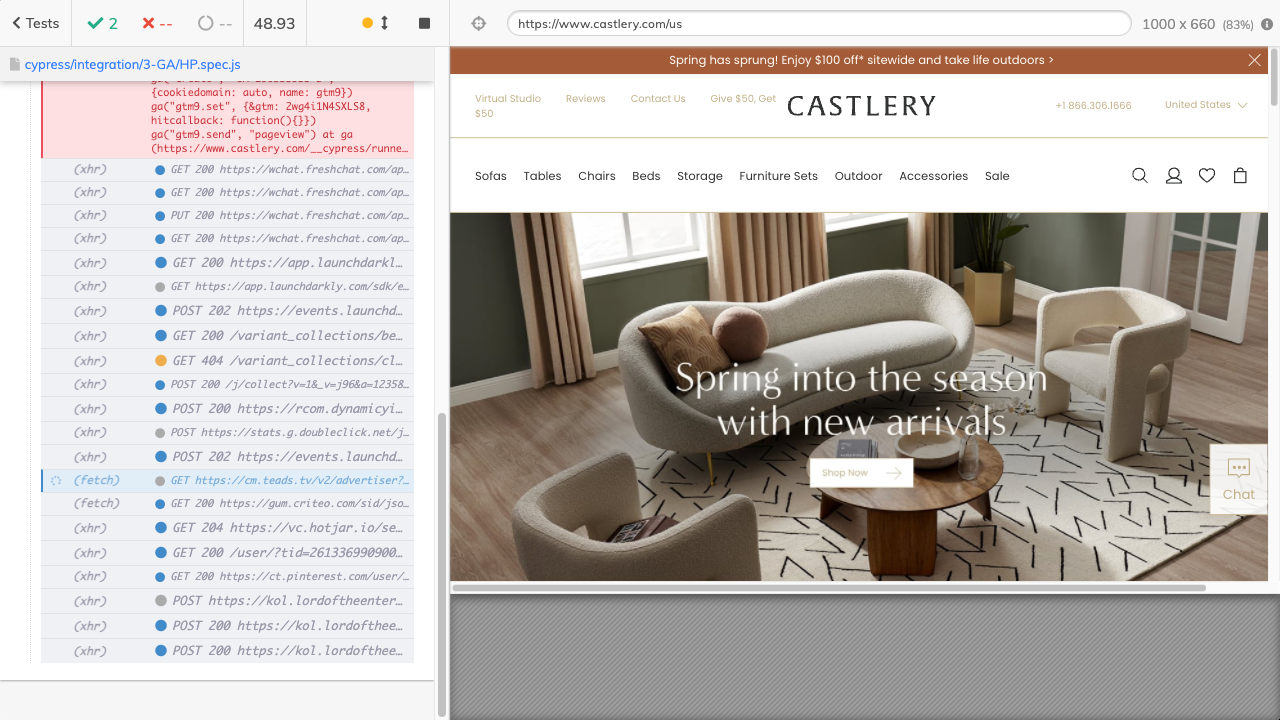 Tests
2
--
--
48.93
https://www.castlery.com/us
1000 x 660 (83%)
cypress/integration/3-GA/HP.spec.js
{cookiedomain: auto, name: gtm9})
ga("gtm9.set", {&gtm: 2wg4i1N4SXLS8,
hitcallback: function(){}})
ga("gtm9.send", "pageview") at ga
(https://www.castlery.com/__cypress/runne…
(xhr) GET 200 https://wchat.freshchat.com/ap…
(xhr) GET 200 https://wchat.freshchat.com/ap…
(xhr) PUT 200 https://wchat.freshchat.com/ap…
(xhr) GET 200 https://wchat.freshchat.com/ap…
(xhr) GET 200 https://app.launchdarkl…
(xhr) GET https://app.launchdarkly.com/sdk/e…
(xhr) POST 202 https://events.launchd…
(xhr) GET 200 /variant_collections/be…
(xhr) GET 404 /variant_collections/cl…
(xhr) POST 200 /j/collect?v=1&_v=j96&a=12358…
(xhr) POST 200 https://rcom.dynamicyi…
(xhr) POST https://stats.g.doubleclick.net/j…
(xhr) POST 202 https://events.launchd…
(fetch) GET https://cm.teads.tv/v2/advertiser?…
(fetch) GET 200 https://gum.criteo.com/sid/jso…
(xhr) GET 204 https://vc.hotjar.io/se…
(xhr) GET 200 /user/?tid=261336990900…
(xhr) GET 200 https://ct.pinterest.com/user/…
(xhr) POST https://kol.lordoftheenter…
(xhr) POST 200 https://kol.lordofthee…
(xhr) POST 200 https://kol.lordofthee…
Spring has sprung! Enjoy $100 off* sitewide and take life outdoors >
Virtual Studio
Reviews
Contact Us
Give $50, Get
$50
CASTLERY
+1 866.306.1666
United States
Sofas
Tables
Chairs
Beds
Storage
Furniture Sets
Outdoor
Accessories
Sale
Spring into the season
with new arrivals
Shop Now
Chat